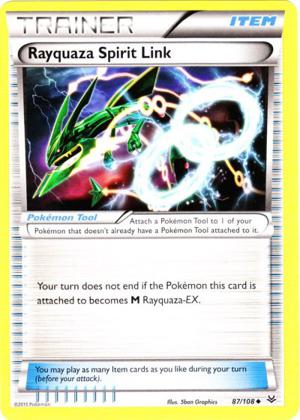 TRAINER ITEM
Rayquaza Spirit Link
Pokémon Tool Attach a Pokémon Tool to 1 of your
Pokémon that doesn't already have a Pokémon Tool attached to it.
Your turn does not end if the Pokémon this card is
attached to becomes M Rayquaza-EX.
You may play as many Item cards as you like during your turn
(before your attack).
©2015 Pokémon Illus. 5ban Graphics 87/108